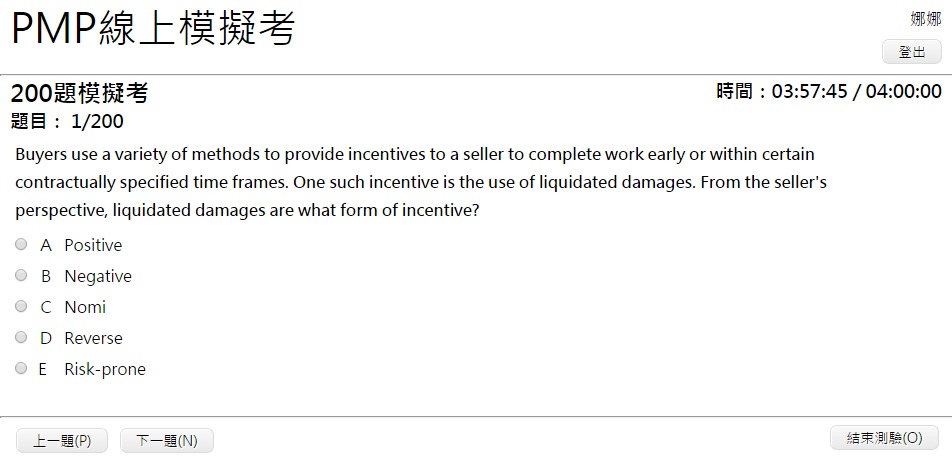 PMP線上模擬考
娜娜
登出
200題模擬考
時間：03:57:45 / 04:00:00
題目： 1/200
Buyers use a variety of methods to provide incentives to a seller to complete work early or within certain
contractually specified time frames. One such incentive is the use of liquidated damages. From the seller's
perspective, liquidated damages are what form of incentive?
A Positive
B Negative
C Nomi
D Reverse
E Risk-prone
上一題(P) 下一題(N) 結束測驗(O)